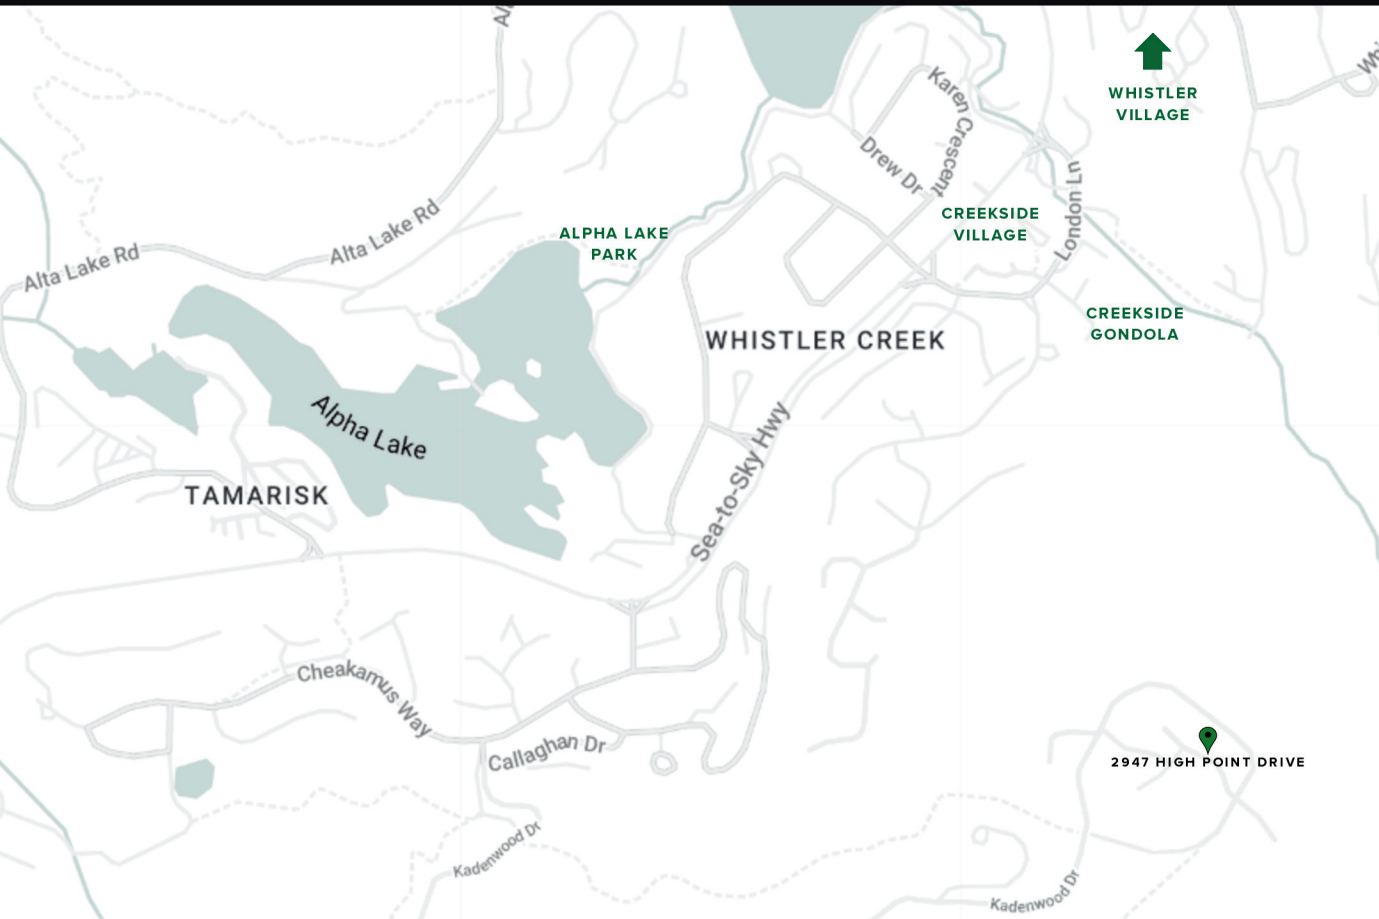 WHISTLER
VILLAGE
Karen Crescent
Drew Dr
London Ln
Alta Lake Rd
Alta Lake Rd
ALPHA LAKE
PARK
CREEKSIDE
VILLAGE
CREEKSIDE
GONDOLA
WHISTLER CREEK
Alpha Lake
Sea-to-Sky Hwy
TAMARISK
Cheakamus Way
Callaghan Dr
2947 HIGH POINT DRIVE
Kadenwood Dr
Kadenwood Dr